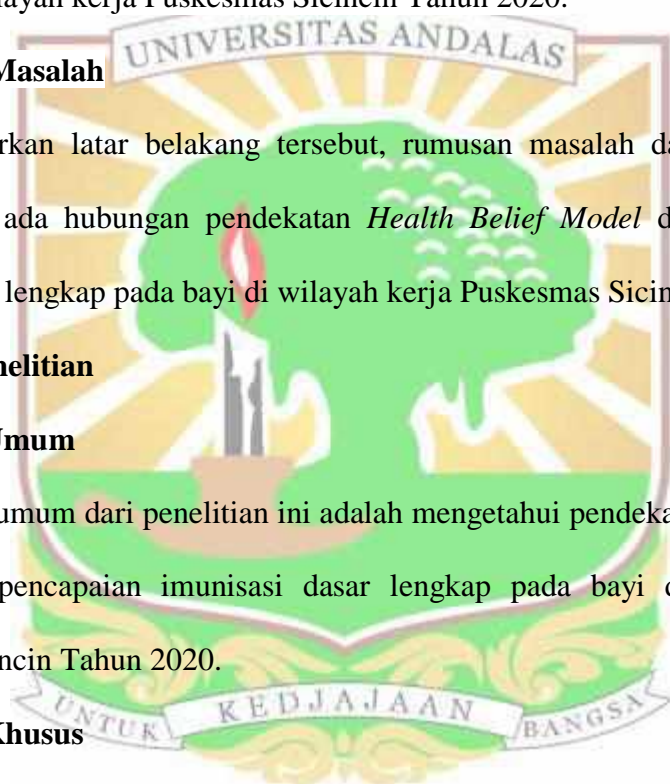 layah kerja Puskesmas Sicincin Tahun 2020.
UNIVERSITAS ANDALAS
Masalah
rkan latar belakang tersebut, rumusan masalah da
ada hubungan pendekatan Health Belief Model d
lengkap pada bayi di wilayah kerja Puskesmas Sicin
nelitian
Umum
umum dari penelitian ini adalah mengetahui pendeka
pencapaian imunisasi dasar lengkap pada bayi d
ncin Tahun 2020.
UNTUK KEDJAJAAN BANGSA
Khusus